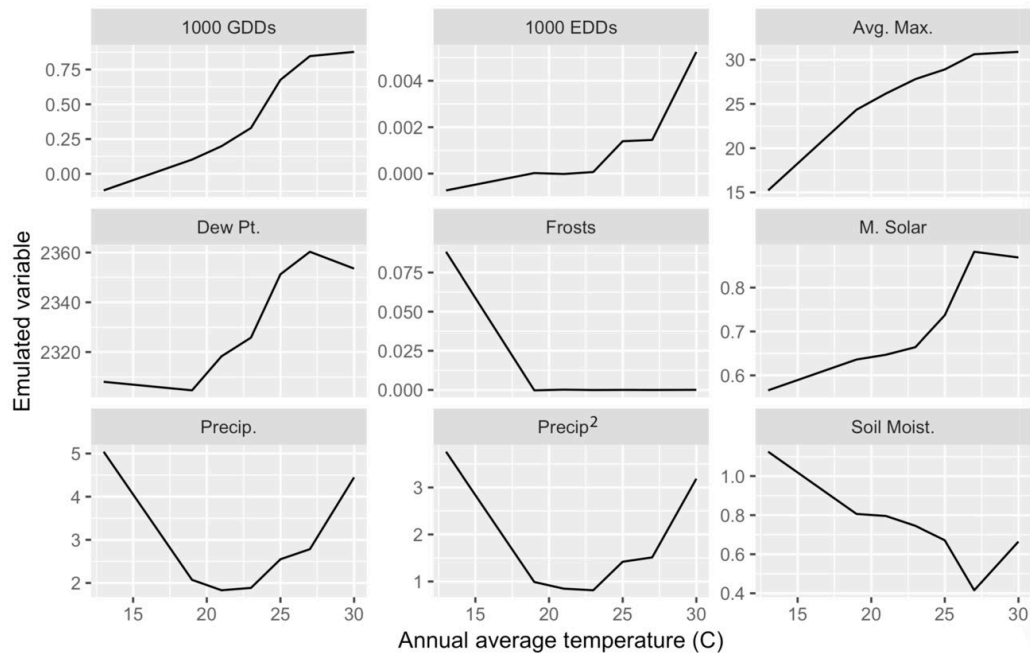 1000 GDDs
1000 EDDs
Avg. Max.
0.75
0.50
0.25
0.00
0.004
0.002
0.000
30
25
20
15
Dew Pt.
Frosts
M. Solar
2360
2340
2320
0.075
0.050
0.025
0.000
0.8
0.7
0.6
Precip.
Precip²
Soil Moist.
5
4
3
2
3
2
1
1.0
0.8
0.6
0.4
15 20 25 30
15 20 25 30
15 20 25 30
Emulated variable
Annual average temperature (C)